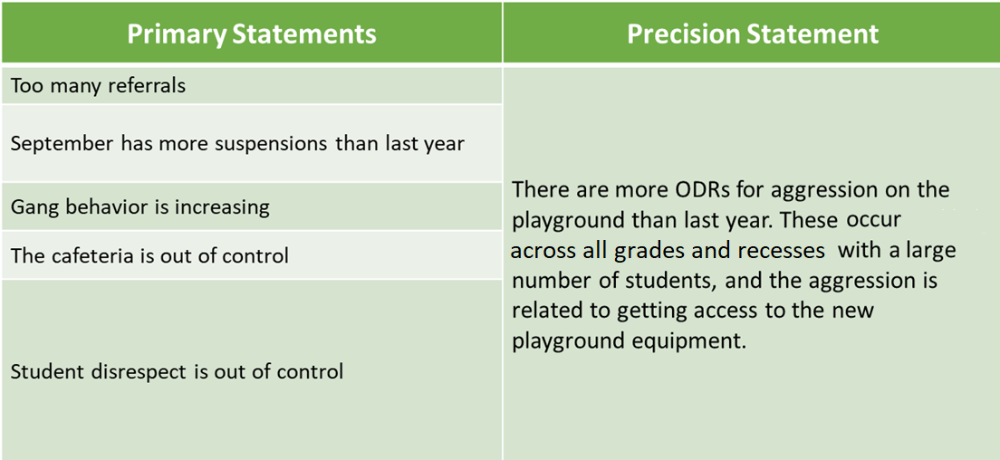 Primary Statements
Precision Statement
Too many referrals
September has more suspensions than last year
Gang behavior is increasing
The cafeteria is out of control
Student disrespect is out of control
There are more ODRs for aggression on the
playground than last year. These occur
across all grades and recesses with a large
number of students, and the aggression is
related to getting access to the new
playground equipment.